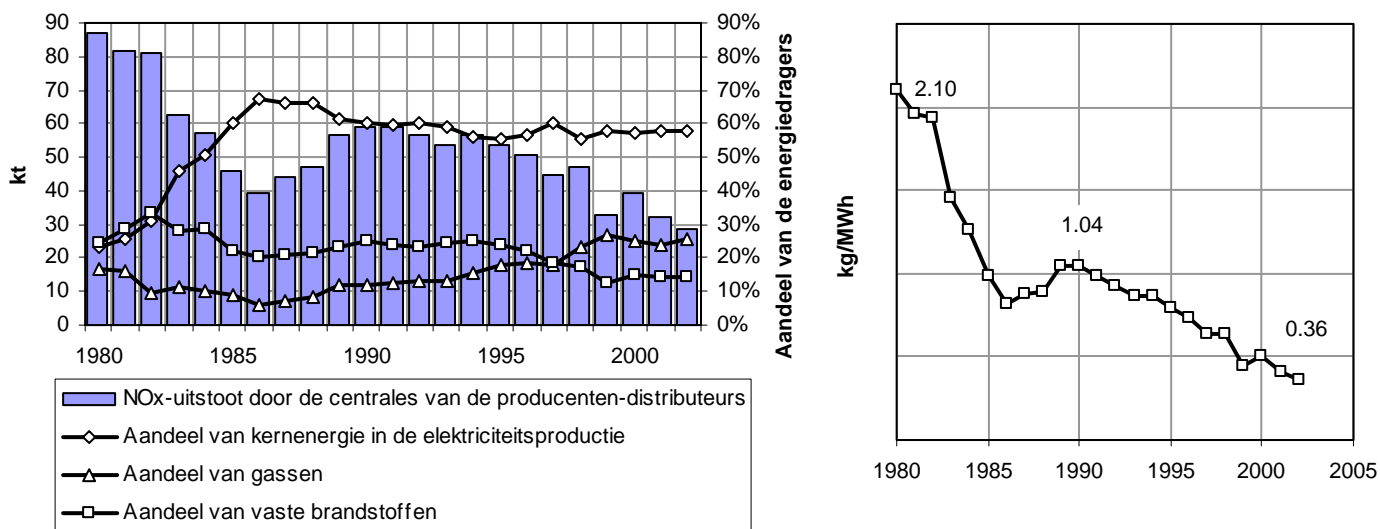 90
80
70
60
50
40
30
20
10
0
kt
90%
80%
70%
60%
50%
40%
30%
20%
10%
0%
Aandeel van de energiedragers
1980 1985 1990 1995 2000
NOx-uitstoot door de centrales van de producenten-distributeurs
Aandeel van kernenergie in de elektriciteitsproductie
Aandeel van gassen
Aandeel van vaste brandstoffen
kg/MWh
2.10
1.04
0.36
1980 1985 1990 1995 2000 2005